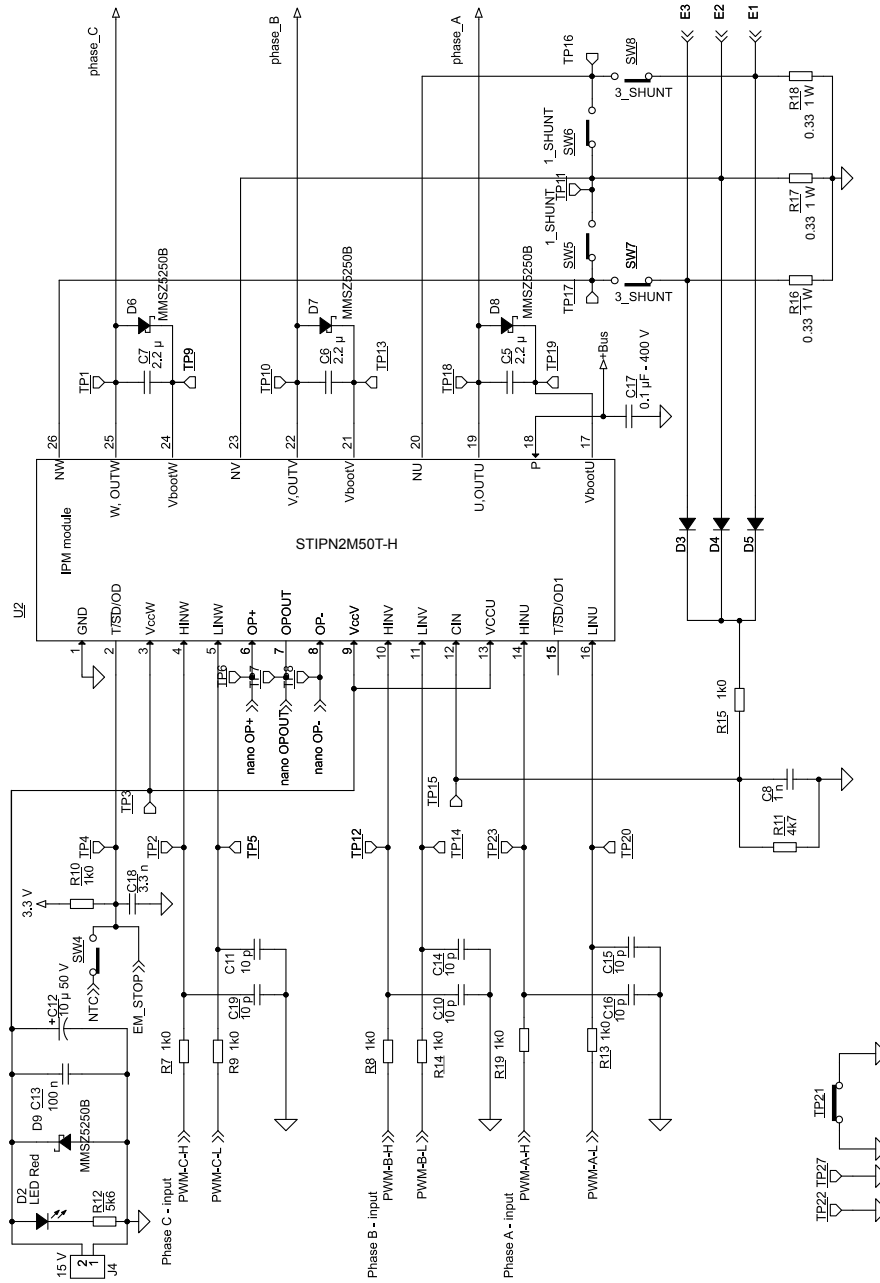 phase_C
phase_B
phase_A
E3
E2
E1
TP16
SW8
3_SHUNT
R18
0.33 1 W
1_SHUNT
SW6
TP11
R17
0.33 1 W
1_SHUNT
SW5
SW7
TP17
3_SHUNT
R16
0.33 1 W
D6
MMSZ5250B
D7
MMSZ5250B
D8
MMSZ5250B
TP1
C7
2.2 µ
TP9
TP10
C6
2.2 µ
TP13
TP18
C5
2.2 µ
TP19
+Bus
C17
0.1 µF - 400 V
26
25
24
23
22
21
20
19
18
17
NW
W, OUTW
VbootW
NV
V,OUTV
VbootV
NU
U,OUTU
P
VbootU
IPM module
STIPN2M50T-H
U2
GND
T/SD/OD
VccW
HINW
LINW
OP+
OPOUT
OP-
VccV
HINV
LINV
CIN
VCCU
HINU
T/SD/OD1
LINU
1
2
3
4
5
6
7
8
9
10
11
12
13
14
15
16
D3
D4
D5
TP6
TP7
TP8
nano OP+
nano OPOUT
nano OP-
R15 1k0
TP3
TP15
C8
1 n
R11
4k7
TP4
TP2
TP5
TP12
TP14
TP23
TP20
3.3 V
R10
1k0
C18
3.3 n
SW4
NTC
EM_STOP
C11
10 p
C19
10 p
C14
10 p
C10
10 p
C15
10 p
C16
10 p
+C12
10 µ 50 V
R7 1k0
R9 1k0
R8 1k0
R14 1k0
R19 1k0
R13 1k0
C13
100 n
D9
MMSZ5250B
D2
LED Red
R12
5k6
15 V
2
1
J4
Phase C - input
PWM-C-H
PWM-C-L
Phase B - input
PWM-B-H
PWM-B-L
Phase A - input
PWM-A-H
PWM-A-L
TP21
TP27
TP22